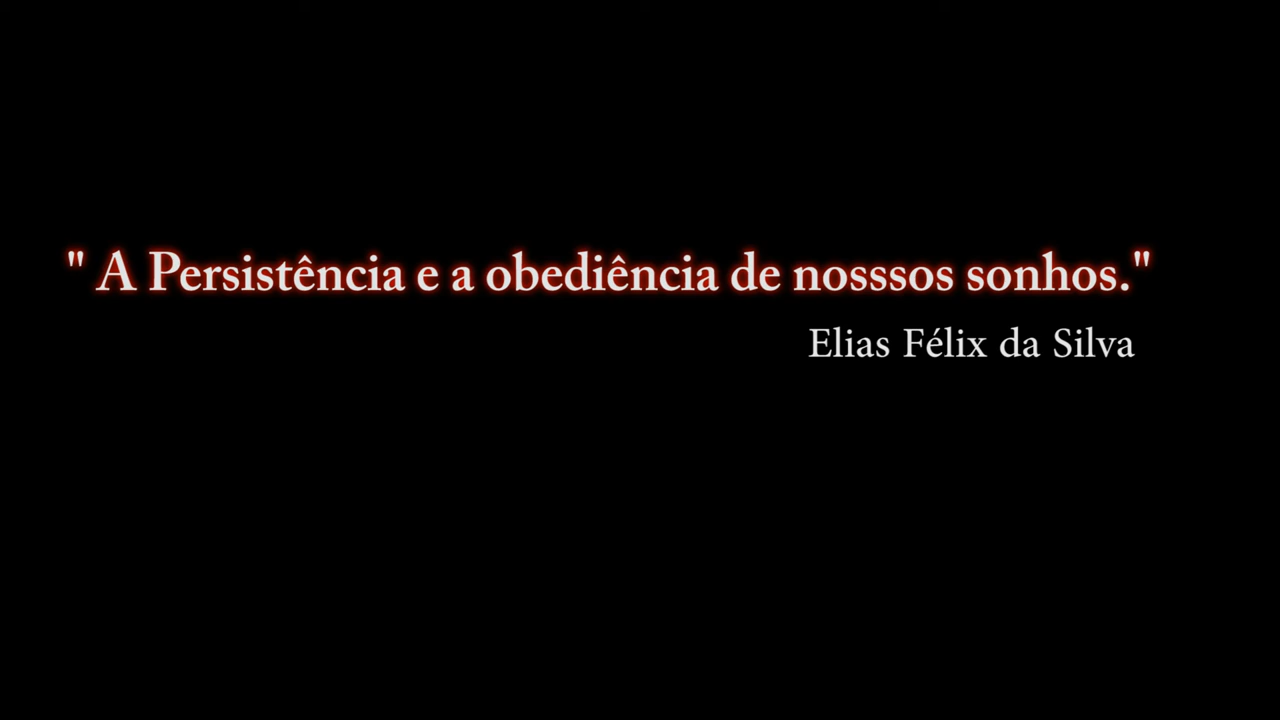 " A Persistência e a obediência de nosssos sonhos."
Elias Félix da Silva